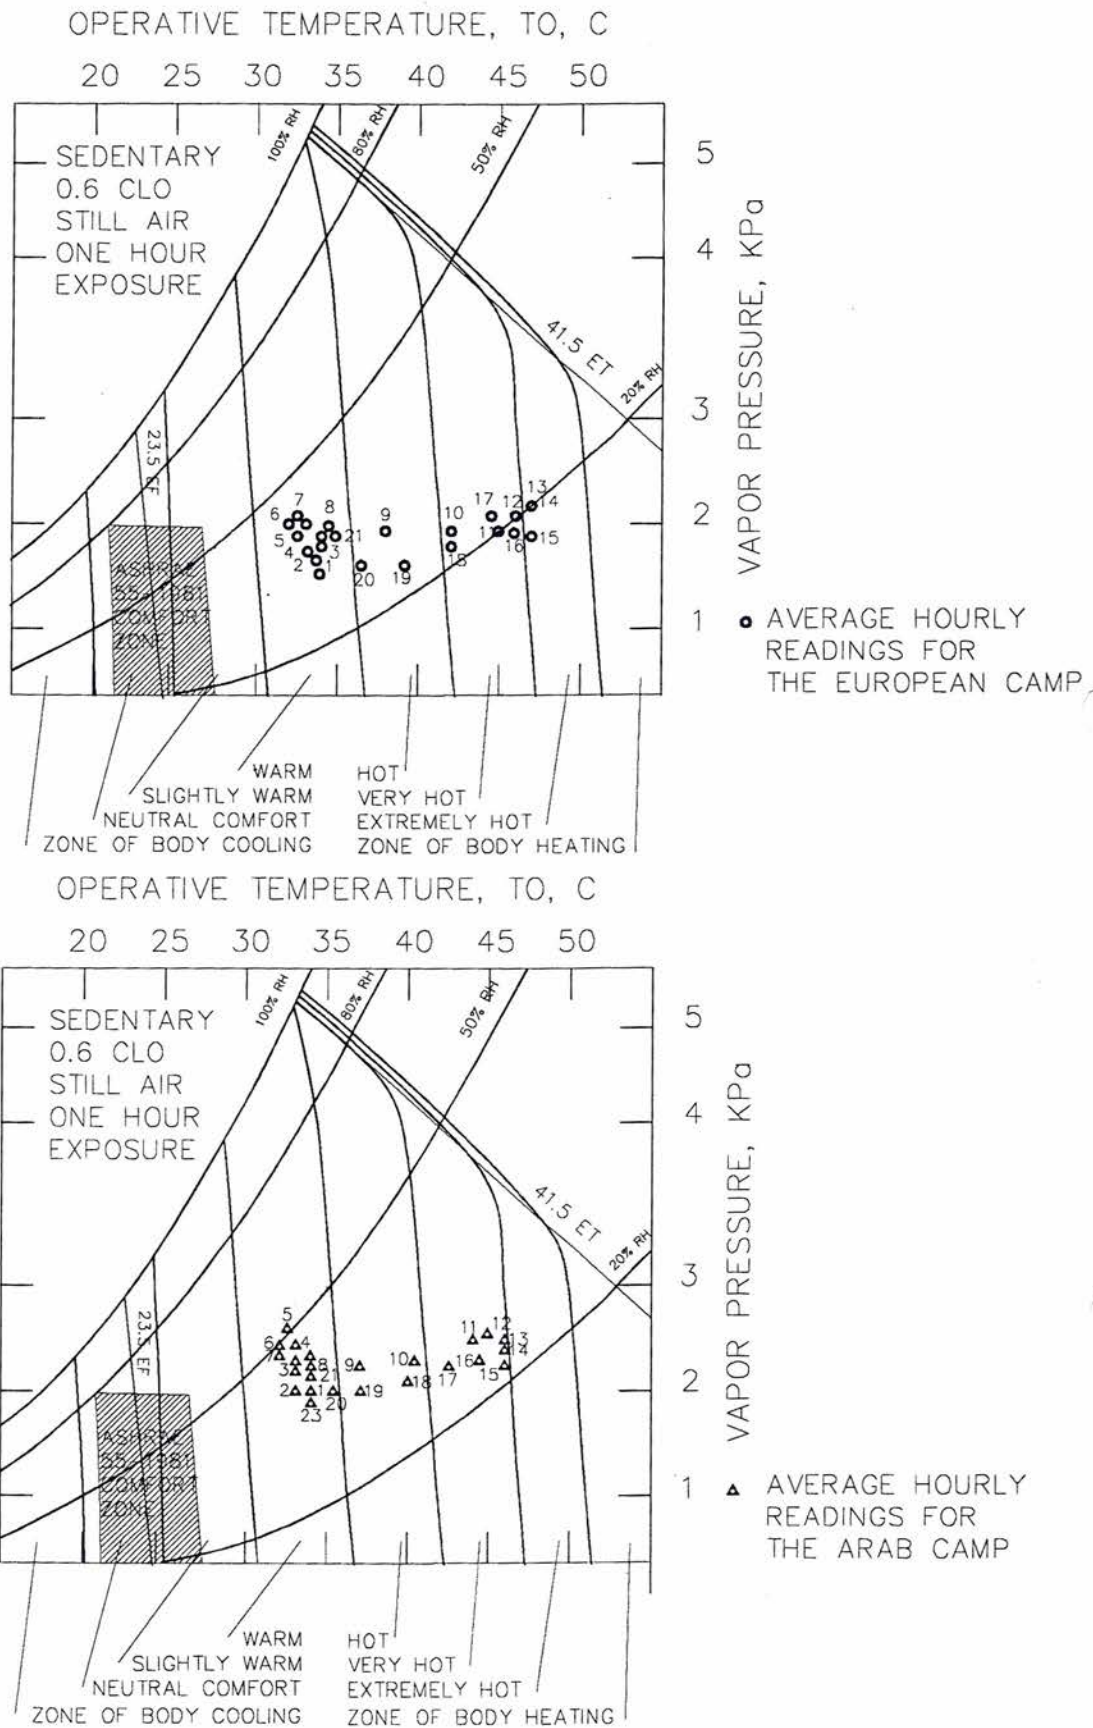 OPERATIVE TEMPERATURE, TO, C
20 25 30 35 40 45 50
100% RH
80% RH
50% RH
SEDENTARY
0.6 CLO
STILL AIR
ONE HOUR
EXPOSURE
5
4
3
2
1
VAPOR PRESSURE, KPa
41.5 ET
20% RH
23.5 EF
7
6
8
5
21
4
3
2
1
9
20
19
10
18
17
12
13
14
11
16
15
ASHRAE
55-1981
COMFORT
ZONE
AVERAGE HOURLY
READINGS FOR
THE EUROPEAN CAMP
WARM
SLIGHTLY WARM
NEUTRAL COMFORT
ZONE OF BODY COOLING
HOT
VERY HOT
EXTREMELY HOT
ZONE OF BODY HEATING
OPERATIVE TEMPERATURE, TO, C
20 25 30 35 40 45 50
100% RH
80% RH
50% RH
SEDENTARY
0.6 CLO
STILL AIR
ONE HOUR
EXPOSURE
5
4
3
2
1
VAPOR PRESSURE, KPa
41.5 ET
20% RH
23.5 EF
5
6
4
7
8
3
21
2
1
20
23
9
19
10
18
17
11
12
13
14
16
15
ASHRAE
55-1981
COMFORT
ZONE
AVERAGE HOURLY
READINGS FOR
THE ARAB CAMP
WARM
SLIGHTLY WARM
NEUTRAL COMFORT
ZONE OF BODY COOLING
HOT
VERY HOT
EXTREMELY HOT
ZONE OF BODY HEATING